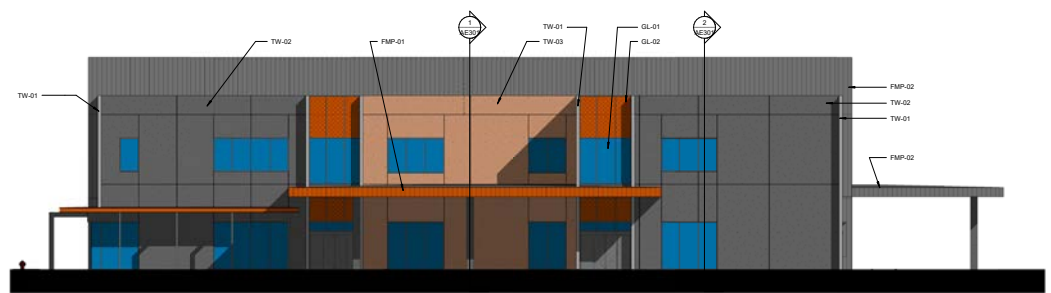 1
AE301
2
AE301
TW-01
GL-01
TW-02
FMP-01
TW-03
GL-02
FMP-02
TW-01
TW-02
TW-01
FMP-02